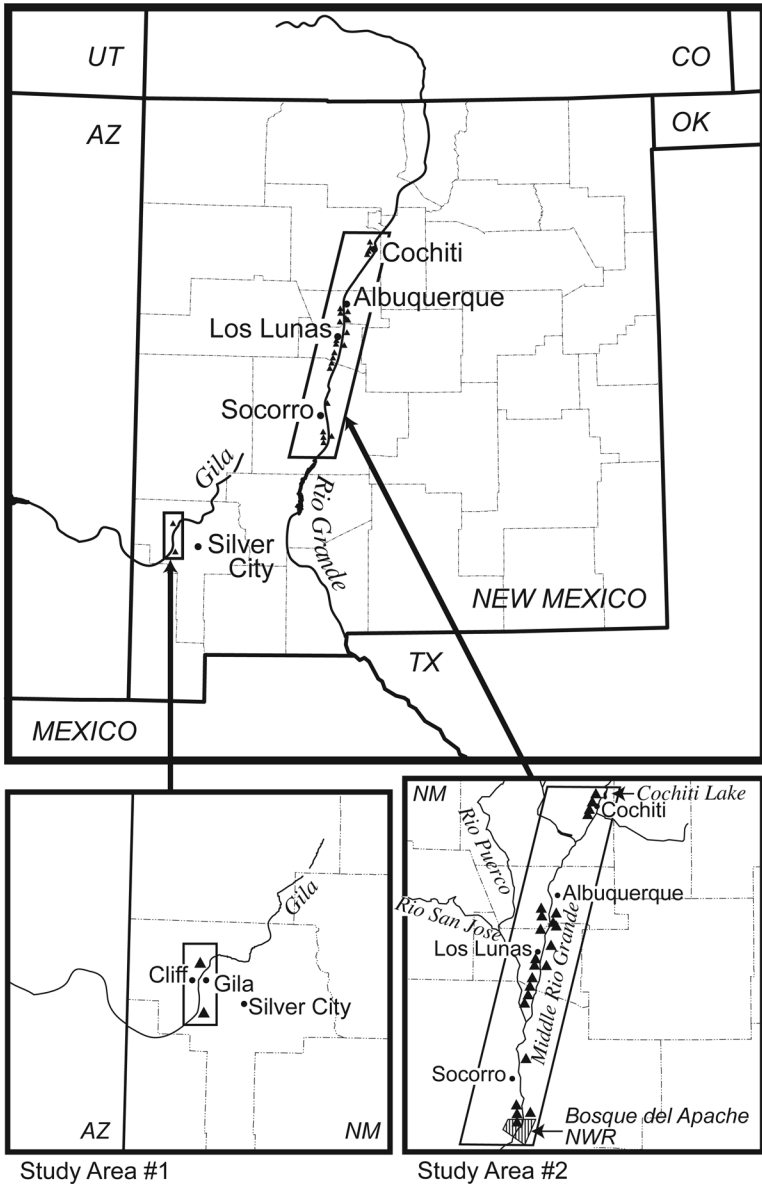 UT
CO
AZ
OK
Cochiti
Albuquerque
Los Lunas
Socorro
Gila
Rio Grande
Silver
City
NEW MEXICO
TX
MEXICO
NM
Cochiti Lake
Cochiti
Rio Puerco
Albuquerque
Rio San Jose
Los Lunas
Middle Rio Grande
Socorro
Bosque del Apache
NWR
Gila
Cliff
Gila
Silver City
AZ
NM
Study Area #1
Study Area #2